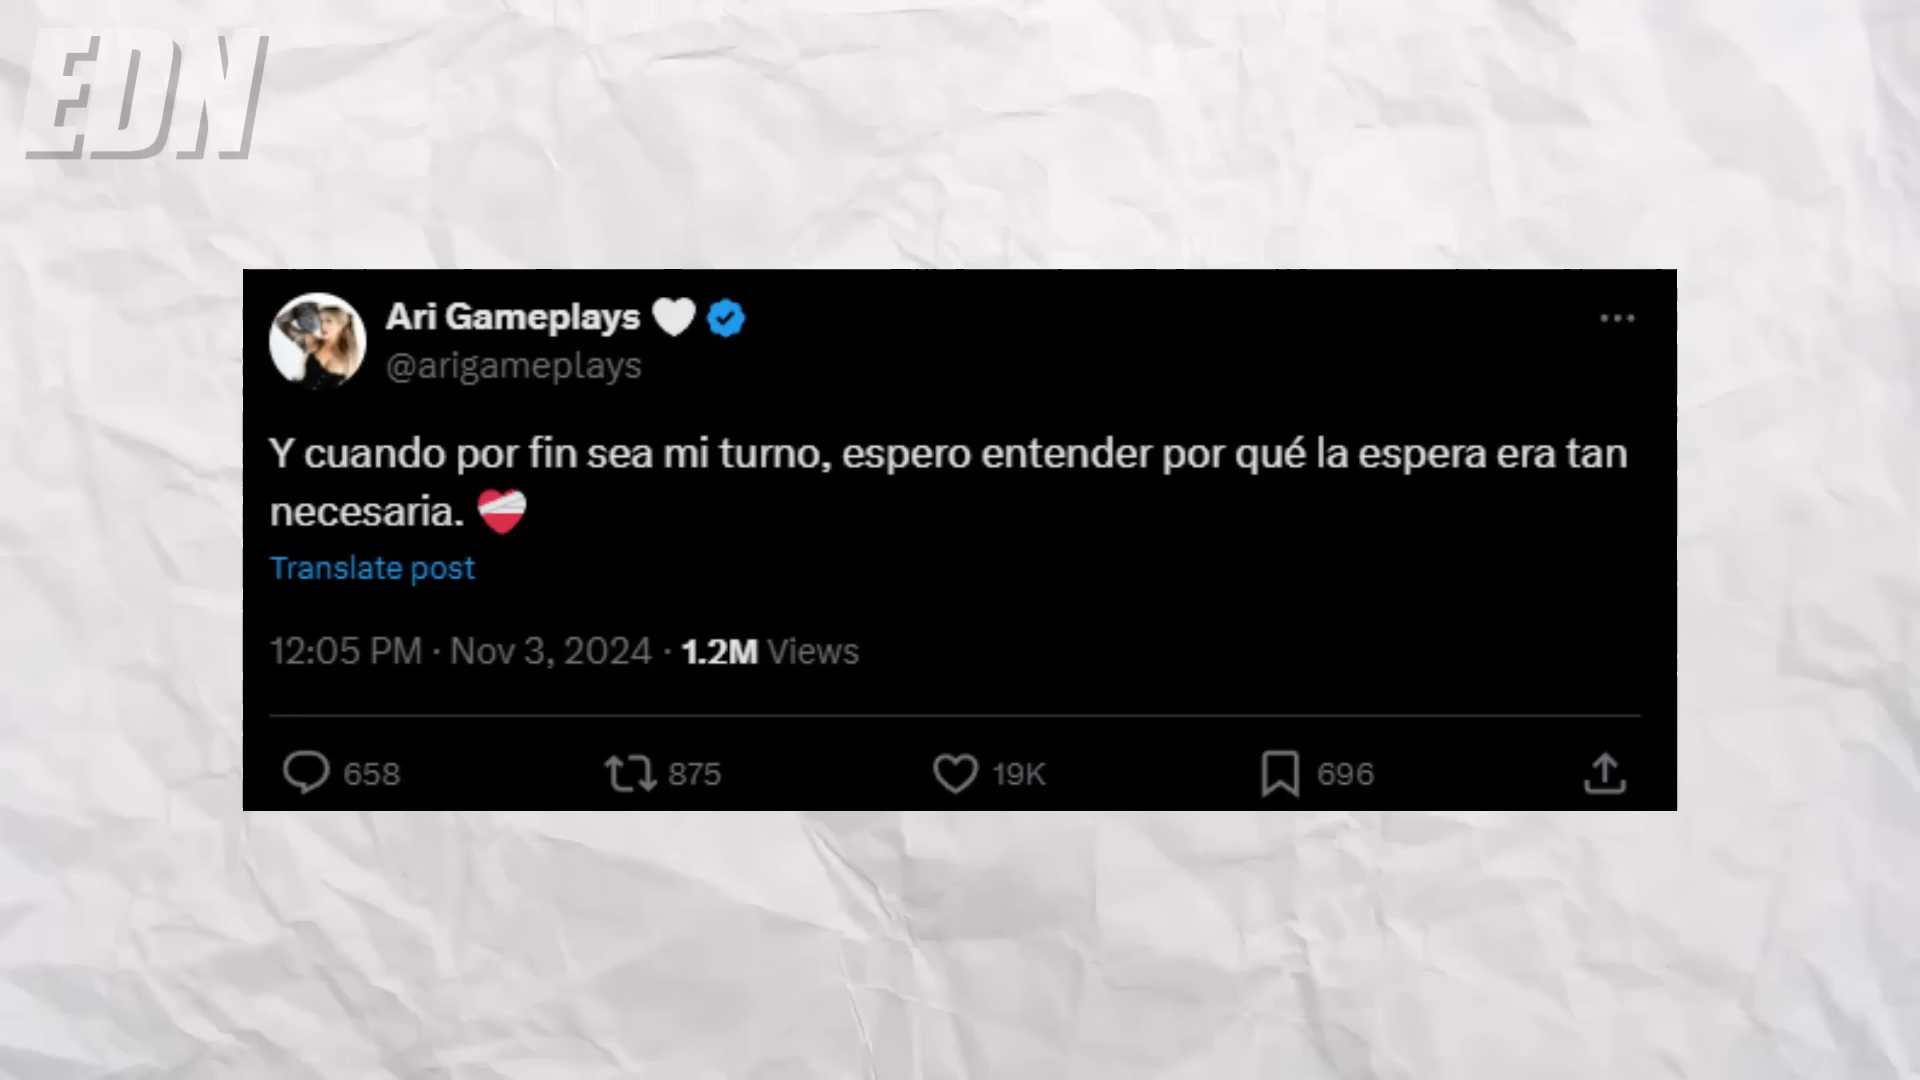 EDN
Ari Gameplays 🤍
@arigameplays
Y cuando por fin sea mi turno, espero entender por qué la espera era tan
necesaria. ❤️‍🩹
Translate post
12:05 PM · Nov 3, 2024 · 1.2M Views
658 875 19K 696